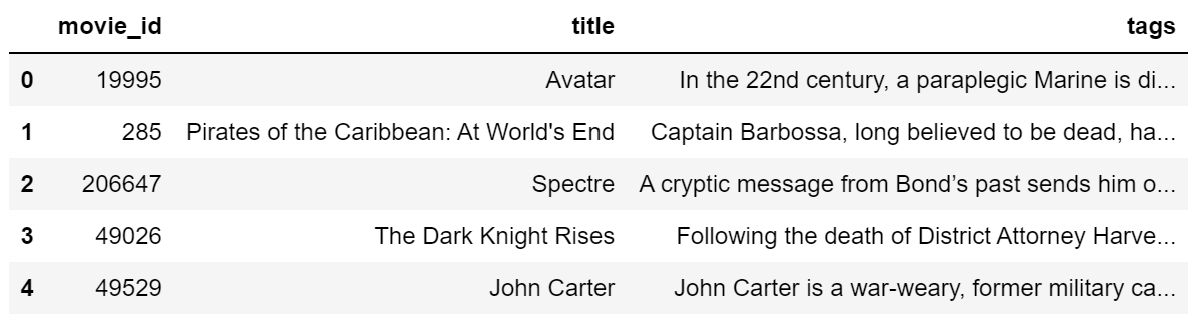 movie_id title tags
0 19995 Avatar In the 22nd century, a paraplegic Marine is di...
1 285 Pirates of the Caribbean: At World's End Captain Barbossa, long believed to be dead, ha...
2 206647 Spectre A cryptic message from Bond’s past sends him o...
3 49026 The Dark Knight Rises Following the death of District Attorney Harve...
4 49529 John Carter John Carter is a war-weary, former military ca...